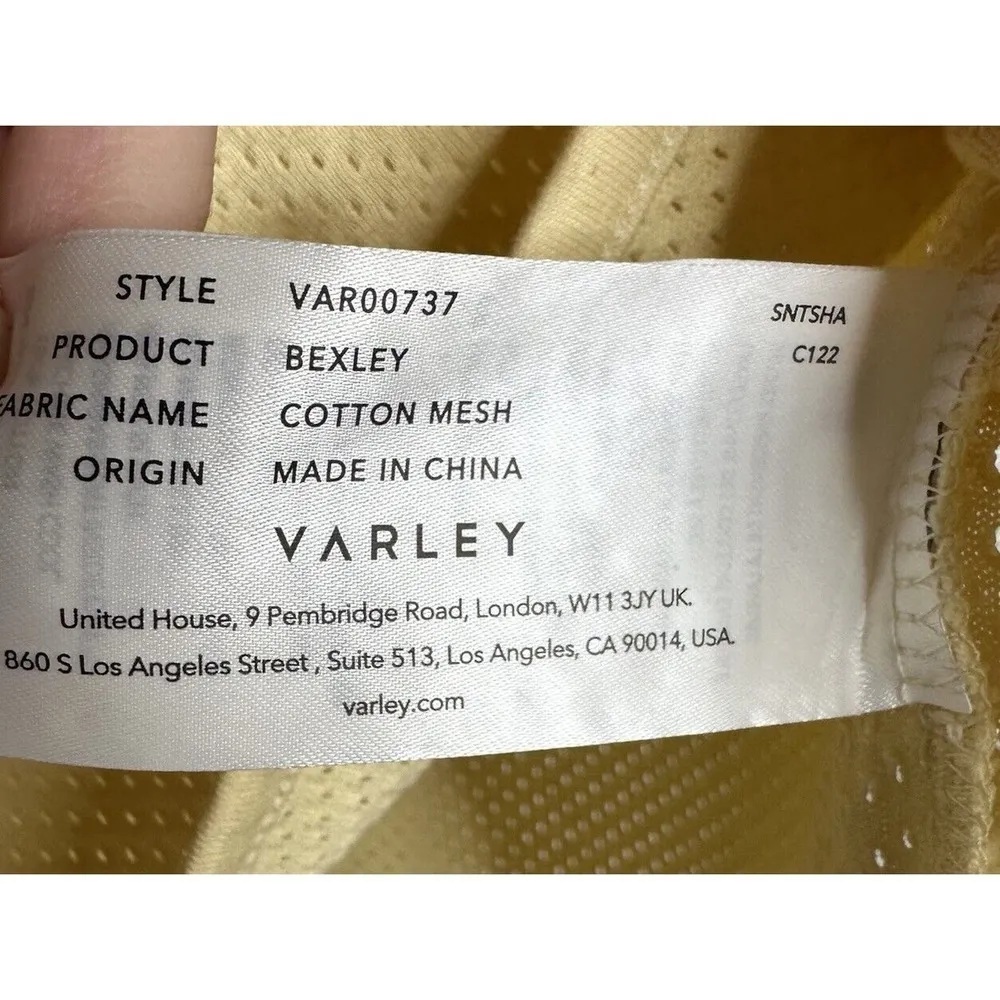 STYLE VAR00737 SNTSHA
PRODUCT BEXLEY C122
FABRIC NAME COTTON MESH
ORIGIN MADE IN CHINA
VARLEY
United House, 9 Pembridge Road, London, W11 3JY UK.
860 S Los Angeles Street, Suite 513, Los Angeles, CA 90014, USA.
varley.com